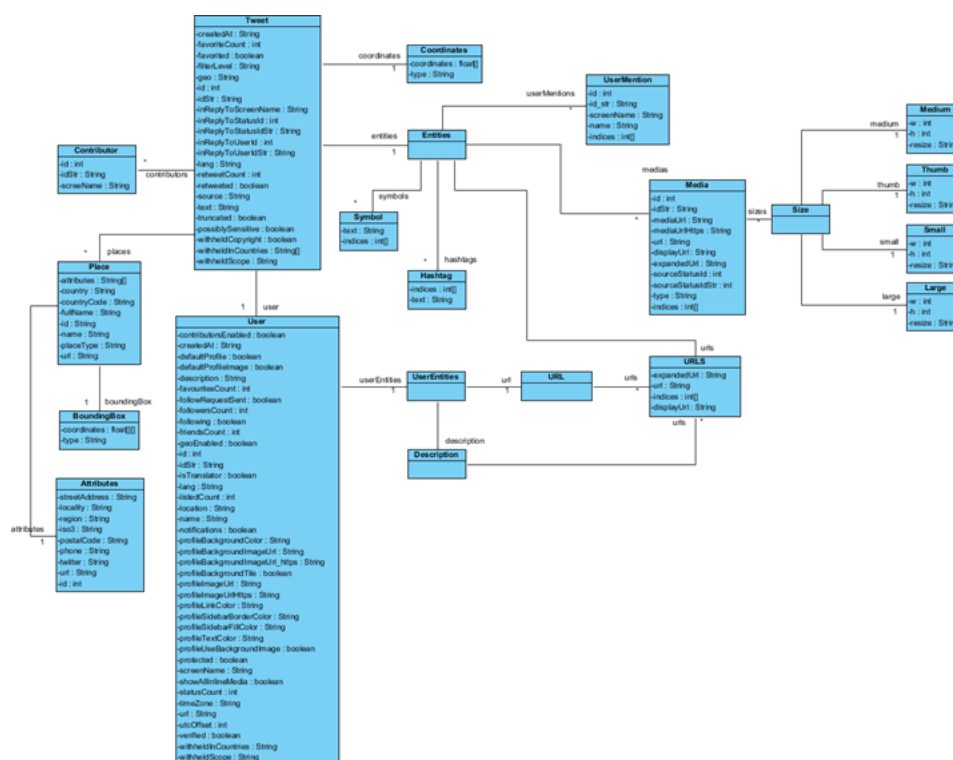 Tweet
-createdAt : String
-favoriteCount : int
-favorited : boolean
-filterLevel : String
-geo : String
-id : int
-idStr : String
-inReplyToScreenName : String
-inReplyToStatusId : int
-inReplyToStatusIdStr : String
-inReplyToUserId : int
-inReplyToUserIdStr : String
-lang : String
-retweetCount : int
-retweeted : boolean
-source : String
-text : String
-truncated : boolean
-possiblySensitive : boolean
-withheldCopyright : boolean
-withheldInCountries : String[]
-withheldScope : String
coordinates
1
Coordinates
-coordinates : float[]
-type : String
UserMention
-id : int
-id_str : String
-screenName : String
-name : String
-indices : int[]
userMentions
*
entities
1
Entities
Contributor
-id : int
-idStr : String
-screeName : String
*
contributors
symbols
*
Symbol
-text : String
-indices : int[]
*
hashtags
Hashtag
-indices : int[]
-text : String
medias
*
Media
-id : int
-idStr : String
-mediaUrl : String
-mediaUrlHttps : String
-url : String
-displayUrl : String
-expandedUrl : String
-sourceStatusId : int
-sourceStatusIdStr : int
-type : String
-indices : int[]
sizes
*
Size
medium
1
Medium
-w : int
-h : int
-resize : Stri
thumb
1
Thumb
-w : int
-h : int
-resize : Strin
small
1
Small
-w : int
-h : int
-resize : Strin
large
1
Large
-w : int
-h : int
-resize : Strin
*
places
Place
-attributes : String[]
-country : String
-countryCode : String
-fullName : String
-id : String
-name : String
-placeType : String
-url : String
1
boundingBox
BoundingBox
-coordinates : float[][]
-type : String
attributes
1
Attributes
-streetAddress : String
-locality : String
-region : String
-iso3 : String
-postalCode : String
-phone : String
-twitter : String
-url : String
-id : int
1
user
User
-contributorsEnabled : boolean
-createdAt : String
-defaultProfile : boolean
-defaultProfileImage : boolean
-description : String
-favouritiesCount : int
-followRequestSent : boolean
-followersCount : int
-following : boolean
-friendsCount : int
-geoEnabled : boolean
-id : int
-idStr : String
-isTranslator : boolean
-lang : String
-listedCount : int
-location : String
-name : String
-notifications : boolean
-profileBackgroundColor : String
-profileBackgroundImageUrl : String
-profileBackgroundImageUrl_https : String
-profileBackgroundTile : boolean
-profileImageUrl : String
-profileImageUrlHttps : String
-profileLinkColor : String
-profileSidebarBorderColor : String
-profileSidebarFillColor : String
-profileTextColor : String
-profileUseBackgroundImage : boolean
-protected : boolean
-screenName : String
-showAllInlineMedia : boolean
-statusCount : int
-timeZone : String
-url : String
-utcOffset : int
-verified : boolean
-withheldInCountries : String
-withheldScope : String
userEntities
1
UserEntities
url
1
URL
urls
*
urls
*
URLS
-expandedUrl : String
-url : String
-indices : int[]
-displayUrl : String
urls
*
description
1
Description